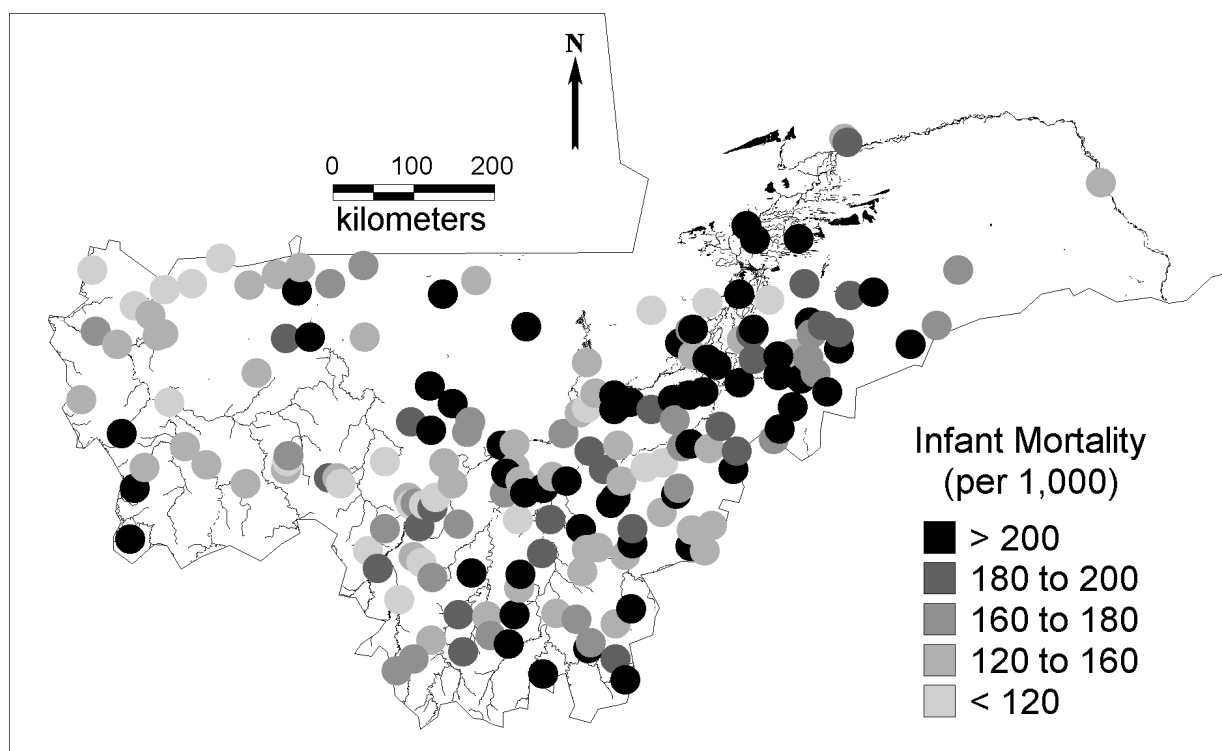 N
0 100 200
kilometers
Infant Mortality
(per 1,000)
> 200
180 to 200
160 to 180
120 to 160
< 120